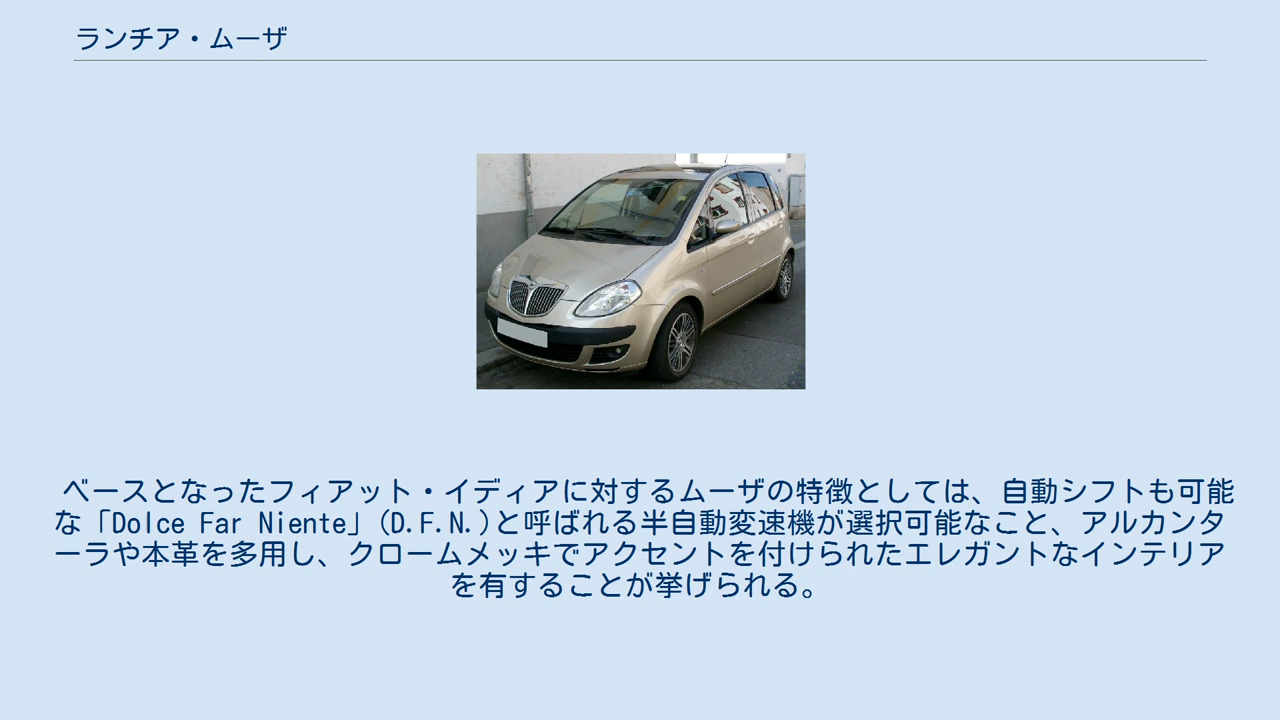 ランチア・ムーザ
ベースとなったフィアット・イディアに対するムーザの特徴としては、自動シフトも可能
な「Dolce Far Niente」(D.F.N.)と呼ばれる半自動変速機が選択可能なこと、アルカンタ
ーラや本革を多用し、クロームメッキでアクセントを付けられたエレガントなインテリア
を有することが挙げられる。